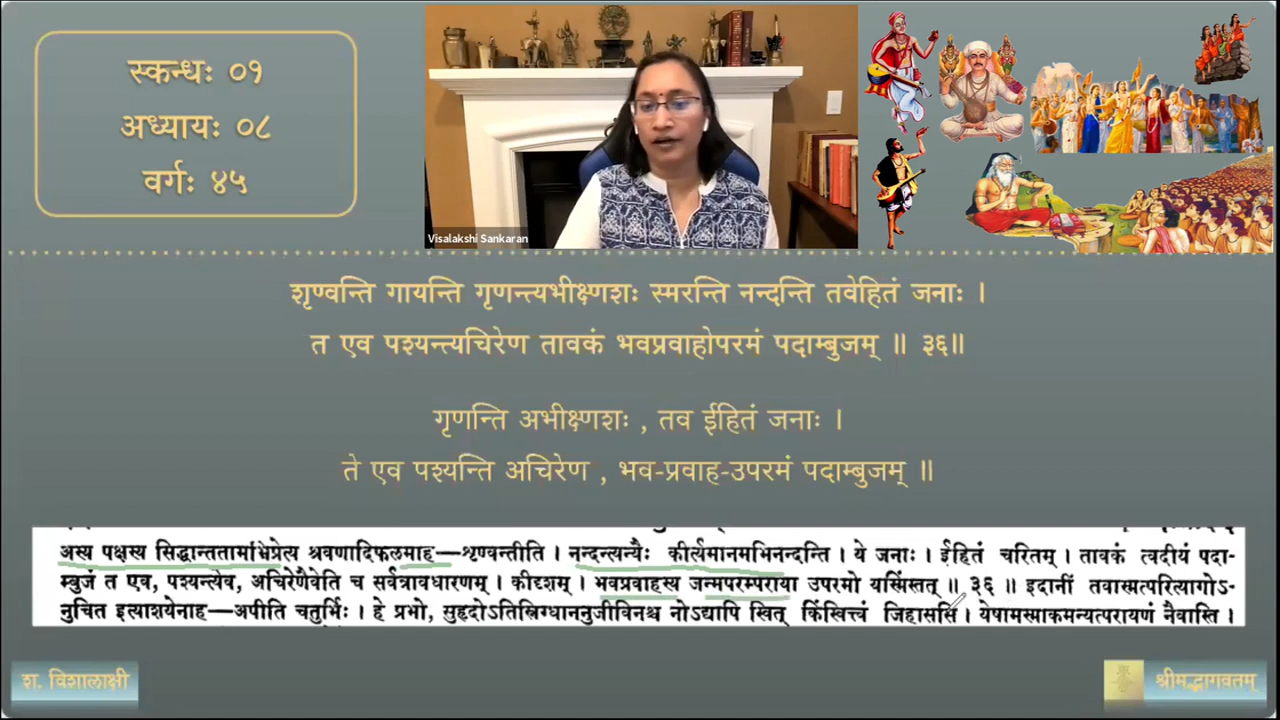 स्कन्धः ०१
अध्यायः ०८
वर्गः ४५
Visalakshi Sankaran
शृण्वन्ति गायन्ति गृणन्त्यभीक्ष्णशः स्मरन्ति नन्दन्ति तवेहितं जनाः ।
त एव पश्यन्त्यचिरेण तावकं भवप्रवाहोपरमं पदाम्बुजम् ॥ ३६॥
गृणन्ति अभीक्ष्णशः , तव ईहितं जनाः ।
ते एव पश्यन्ति अचिरेण , भव-प्रवाह-उपरमं पदाम्बुजम् ॥
अस्य पक्षस्य सिद्धान्ततामभिप्रेत्य श्रवणादिफलमाह—शृण्वन्तीति । नन्दन्त्यन्यैः कीर्त्यमानमभिनन्दन्ति । ये जनाः । ईहितं चरितम् । तावकं त्वदीयं पदा-
म्बुजं त एव, पश्यन्त्येव, अचिरेणैवेति च सर्वत्रावधारणम् । कीदृशम् । भवप्रवाहस्य जन्मपरम्पराया उपरमो यस्मिंस्तत् ॥ ३६ ॥ इदानीं तवास्मत्परित्यागोऽ-
नुचित इत्याशयेनाह—अपीति चतुर्भिः । हे प्रभो, सुहृदोऽतिस्निग्धाननुजीविनश्च नोऽद्यापि स्वित् किंस्वित्त्वं जिहाससि । येषामस्माकमन्यत्परायणं नैवास्ति ।
श. विशालाक्षी
श्रीमद्भागवतम्